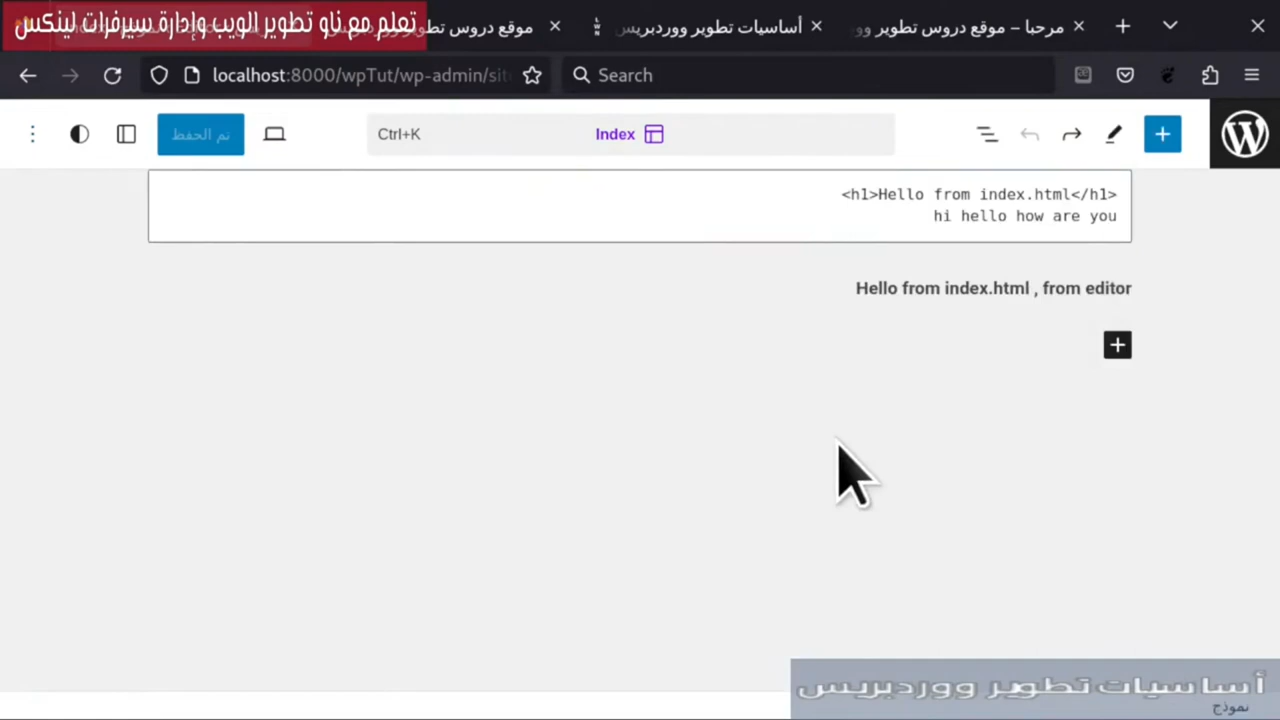 تعلم مع ناو تطوير الويب وإدارة سيرفرات لينكس
موقع دروس تطوير
أساسيات تطوير ووردبريس
مرحبا – موقع دروس تطوير وو
localhost:8000/wpTut/wp-admin/sit
Search
تم الحفظ
Ctrl+K
Index
<h1>Hello from index.html</h1>
hi hello how are you
Hello from index.html , from editor
أساسيات تطوير ووردبريس
نموذج